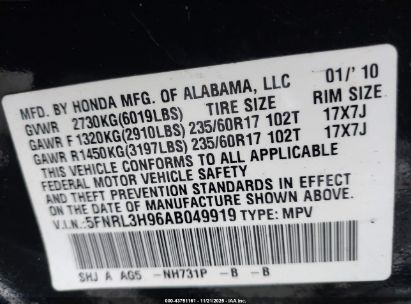 MFD. BY HONDA MFG. OF ALABAMA, LLC 01/'10
GVWR 2730KG(6019LBS) TIRE SIZE RIM SIZE
GAWR F 1320KG(2910LBS) 235/60R17 102T 17X7J
GAWR R1450KG(3197LBS) 235/60R17 102T 17X7J
THIS VEHICLE CONFORMS TO ALL APPLICABLE
FEDERAL MOTOR VEHICLE SAFETY
AND THEFT PREVENTION STANDARDS IN EFFECT
ON THE DATE OF MANUFACTURE SHOWN ABOVE.
V.I.N.:5FNRL3H96AB049919 TYPE: MPV
SHJ A AG5 -NH731P -B -B